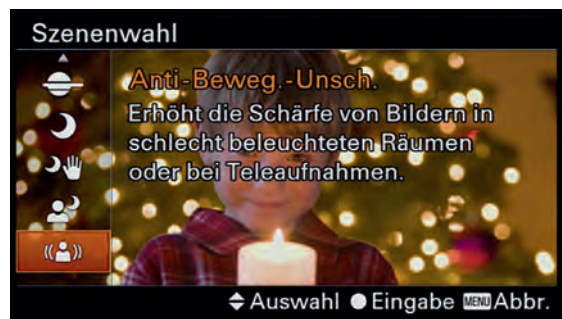 Szenenwahl
Anti-Beweg.-Unsch.
Erhöht die Schärfe von Bildern in
schlecht beleuchteten Räumen
oder bei Teleaufnahmen.
Auswahl Eingabe MENU Abbr.